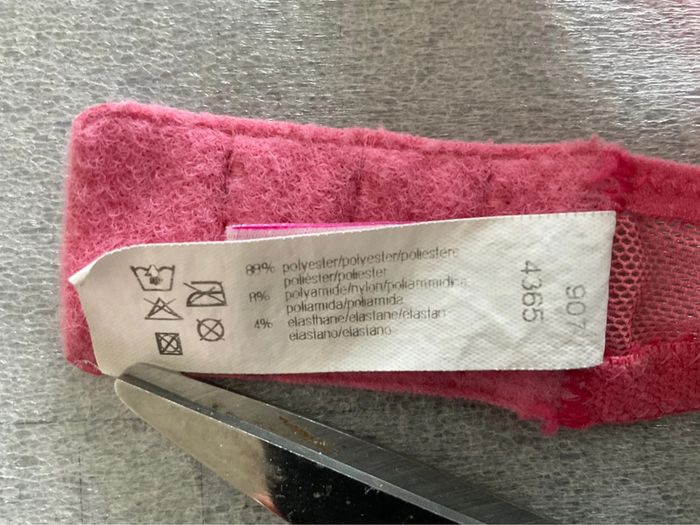 88% polyester/polyester/poliestere
poliéster/poliester
8% polyamide/nylon/poliammidica
poliamida/poliamida
4% elasthane/elastane/elastan
elastano/elastano
907
4365